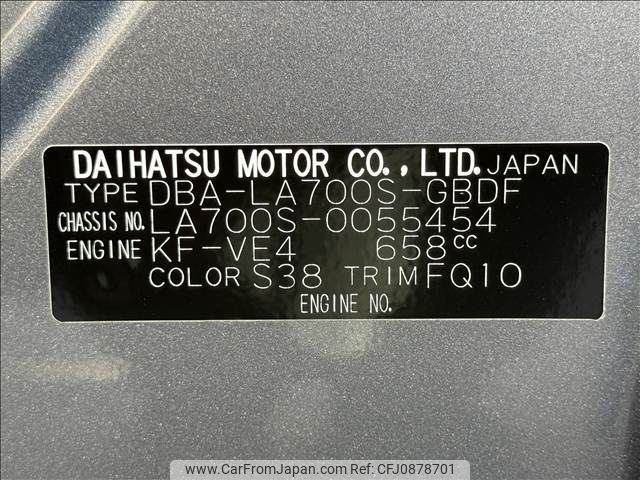 DAIHATSU MOTOR CO., LTD. JAPAN
TYPE DBA-LA700S-GBDF
CHASSIS NO. LA700S-0055454
ENGINE KF-VE4 658cc
COLOR S38 TRIM FQ10
ENGINE NO.
www.CarFromJapan.com | REF ID:CFJ0878701